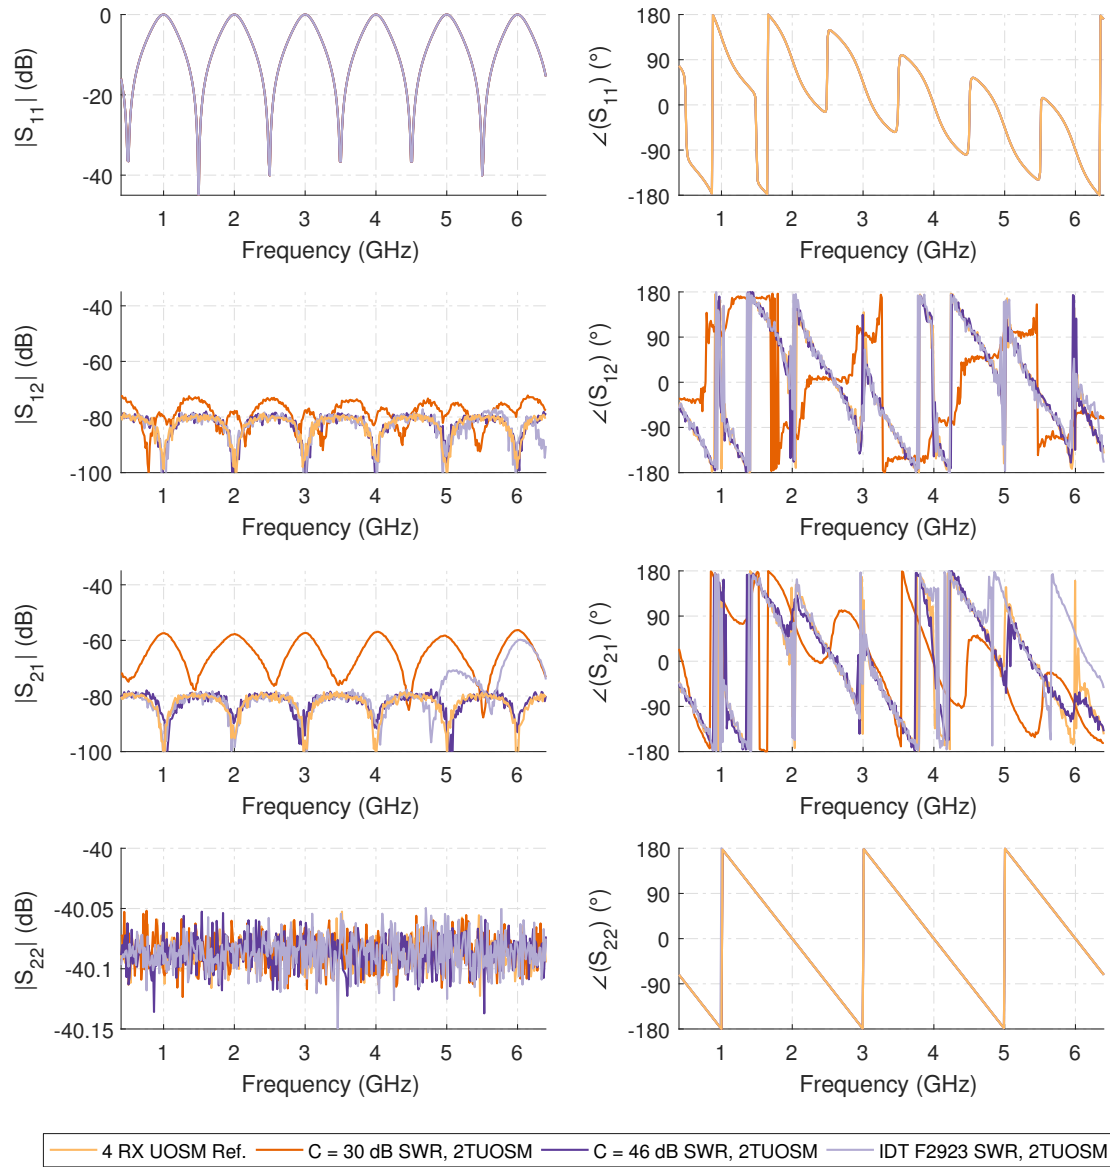 |S11| (dB)
0
-20
-40
1 2 3 4 5 6
Frequency (GHz)
∠(S11) (°)
180
90
0
-90
-180
1 2 3 4 5 6
Frequency (GHz)
|S12| (dB)
-40
-60
-80
-100
1 2 3 4 5 6
Frequency (GHz)
∠(S12) (°)
180
90
0
-90
-180
1 2 3 4 5 6
Frequency (GHz)
|S21| (dB)
-40
-60
-80
-100
1 2 3 4 5 6
Frequency (GHz)
∠(S21) (°)
180
90
0
-90
-180
1 2 3 4 5 6
Frequency (GHz)
|S22| (dB)
-40
-40.05
-40.1
-40.15
1 2 3 4 5 6
Frequency (GHz)
∠(S22) (°)
180
90
0
-90
-180
1 2 3 4 5 6
Frequency (GHz)
4 RX UOSM Ref. C = 30 dB SWR, 2TUOSM C = 46 dB SWR, 2TUOSM IDT F2923 SWR, 2TUOSM